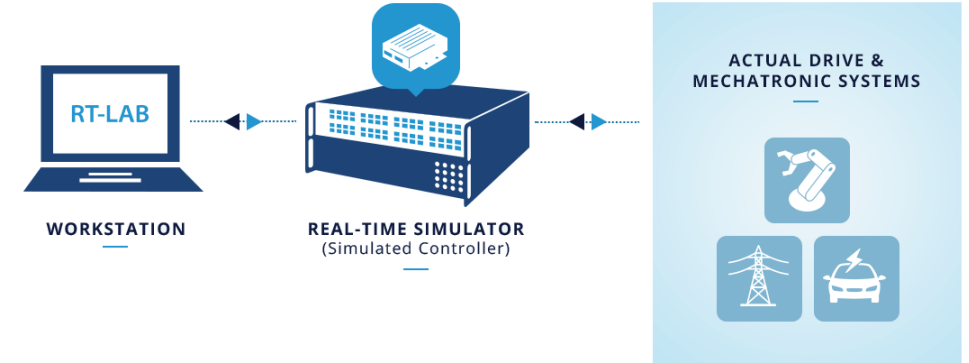 RT-LAB
WORKSTATION
REAL-TIME SIMULATOR
(Simulated Controller)
ACTUAL DRIVE &
MECHATRONIC SYSTEMS